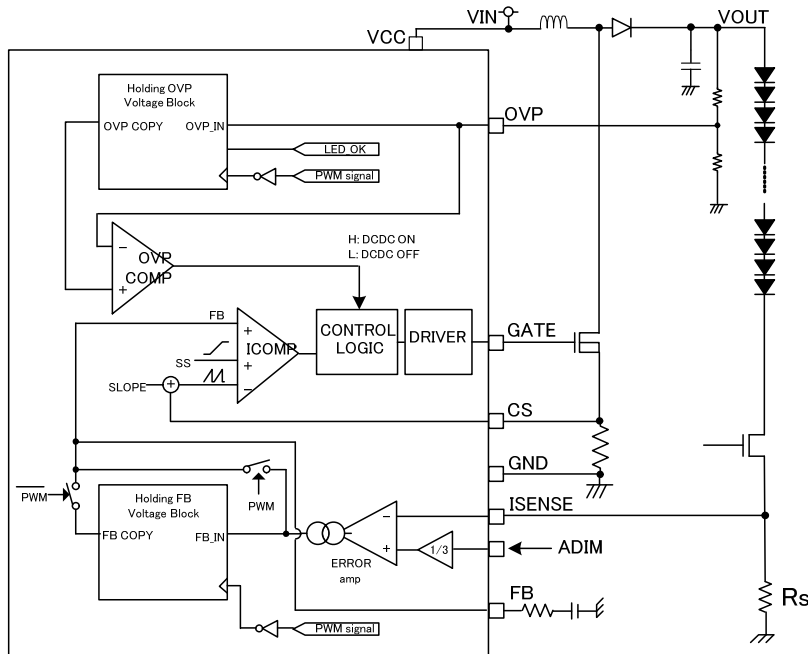 VIN
VOUT
VCC
Holding OVP
Voltage Block
OVP COPY
OVP_IN
OVP
LED_OK
PWM signal
−
OVP
COMP
+
H: DCDC ON
L: DCDC OFF
FB
+
ICOMP
SS
+
SLOPE
+
−
CONTROL
LOGIC
DRIVER
GATE
CS
GND
PWM
Holding FB
Voltage Block
FB COPY
FB_IN
PWM
−
+
ERROR
amp
1/3
ISENSE
ADIM
FB
PWM signal
Rs